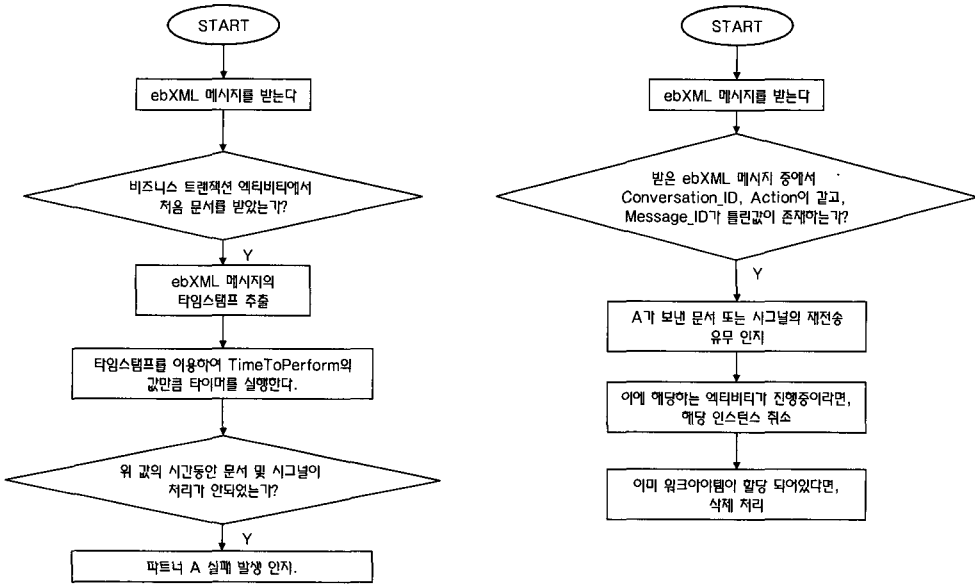 START
ebXML 메시지를 받는다
비즈니스 트랜잭션 엑티비티에서
처음 문서를 받았는가?
Y
ebXML 메시지의
타임스탬프 추출
타임스탬프를 이용하여 TimeToPerform의
값만큼 타이머를 실행한다.
위 값의 시간동안 문서 및 시그널이
처리가 안되었는가?
Y
파트너 A 실패 발생 인지.
START
ebXML 메시지를 받는다
받은 ebXML 메시지 중에서
Conversation_ID, Action이 같고,
Message_ID가 틀린값이 존재하는가?
Y
A가 보낸 문서 또는 시그널의 재전송
유무 인지
이에 해당하는 엑티비티가 진행중이라면,
해당 인스턴스 취소
이미 워크아이템이 할당 되어있다면,
삭제 처리